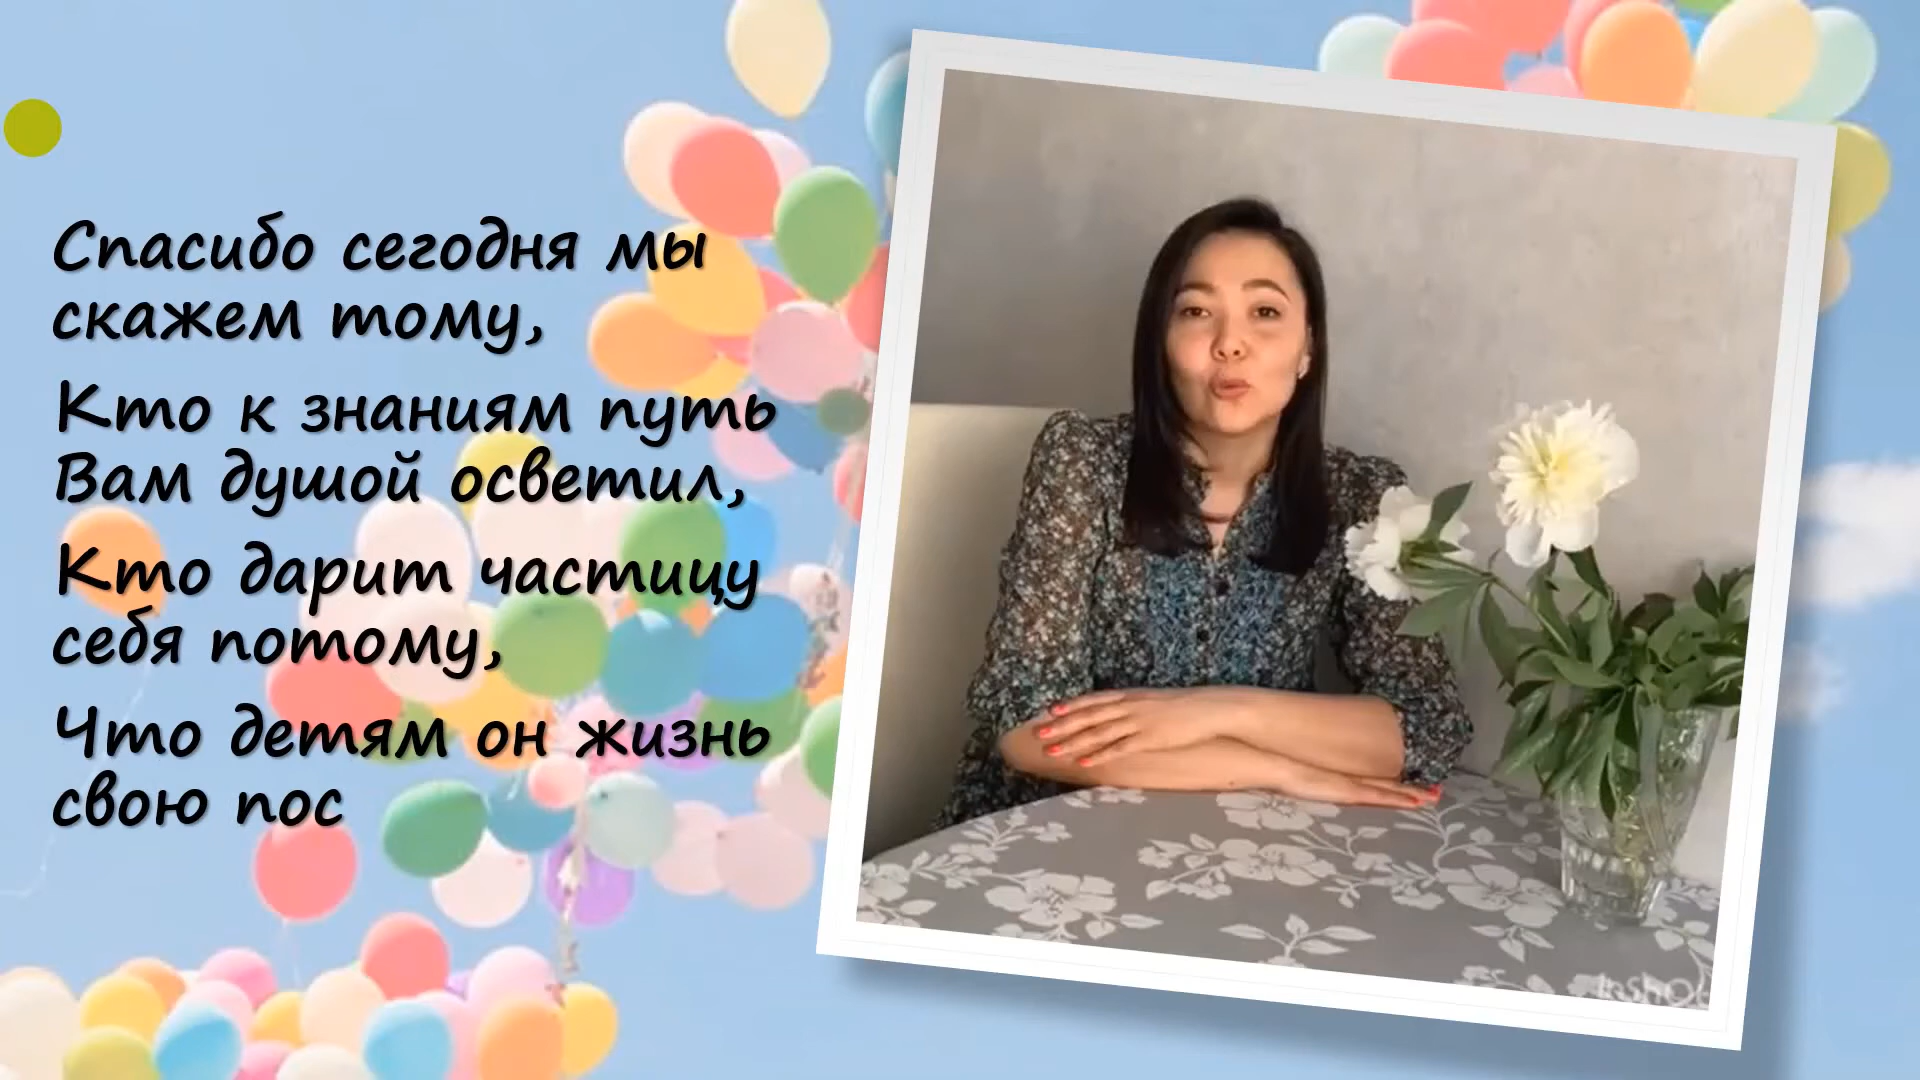 Спасибо сегодня мы
скажем тому,
Кто к знаниям путь
Вам душой осветил,
Кто дарит частицу
себя потому,
Что детям он жизнь
свою пос
InShO